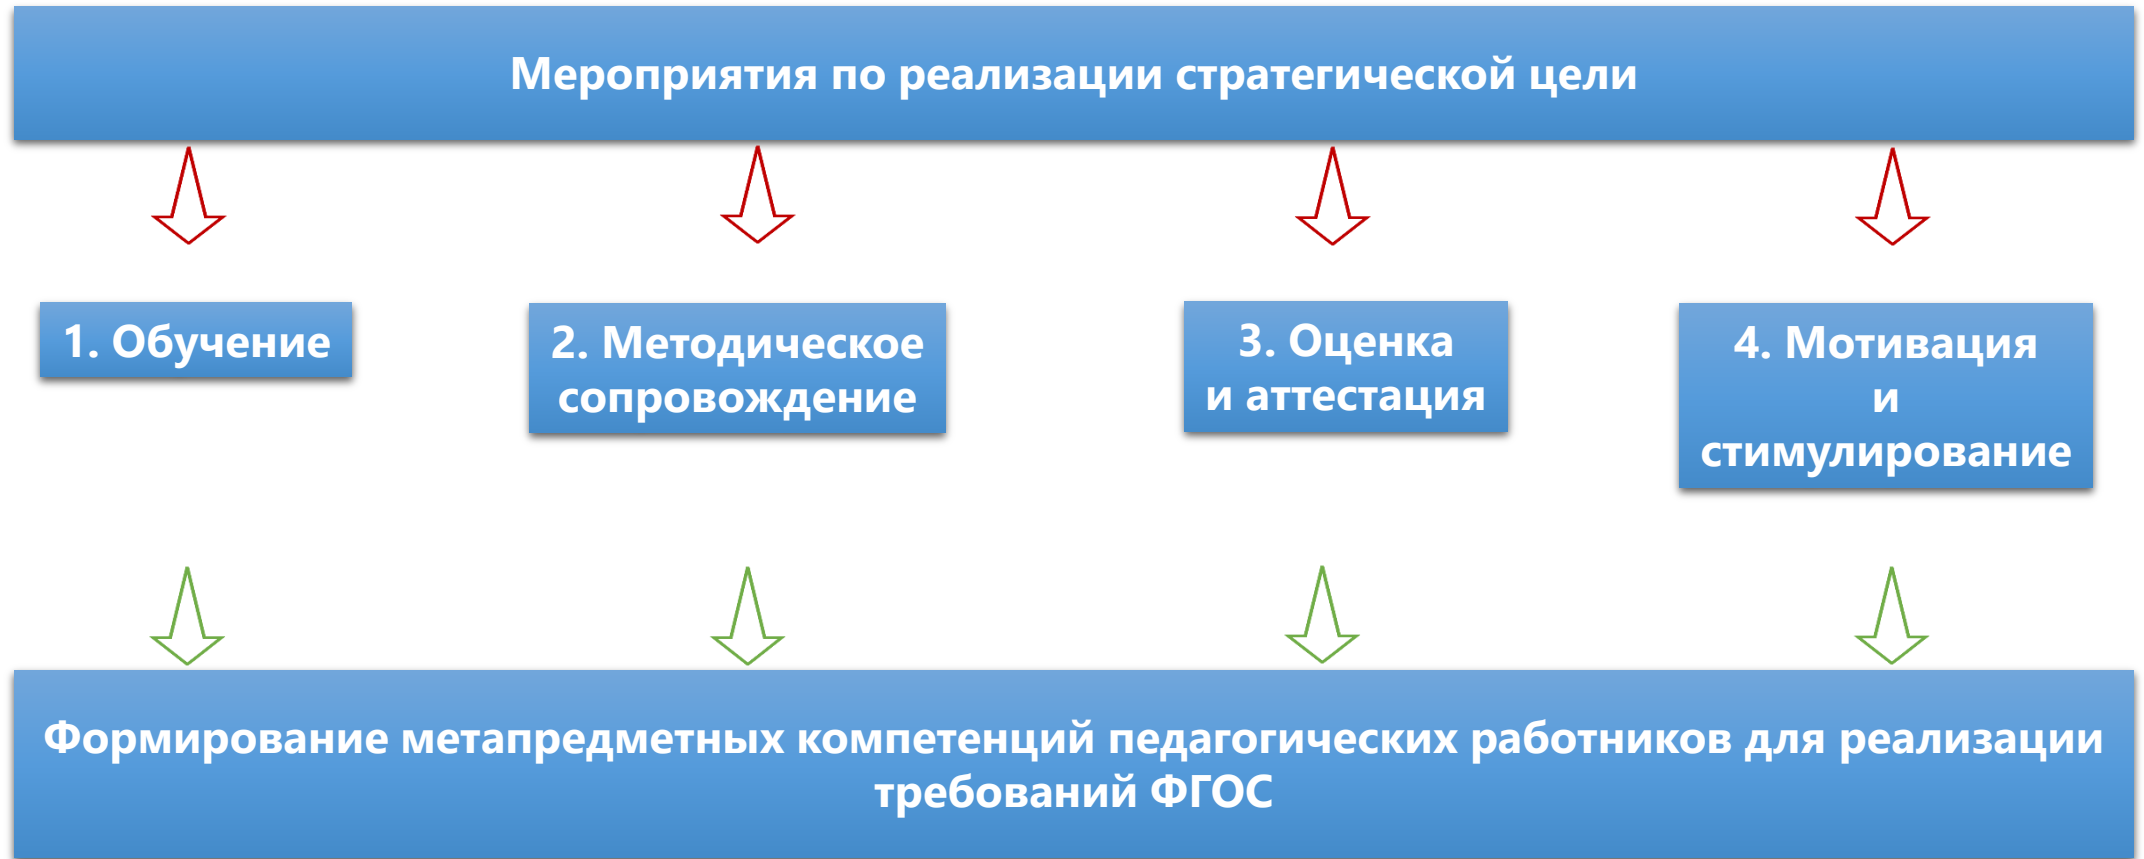 Мероприятия по реализации стратегической цели
1. Обучение
2. Методическое
сопровождение
3. Оценка
и аттестация
4. Мотивация
и
стимулирование
Формирование метапредметных компетенций педагогических работников для реализации
требований ФГОС